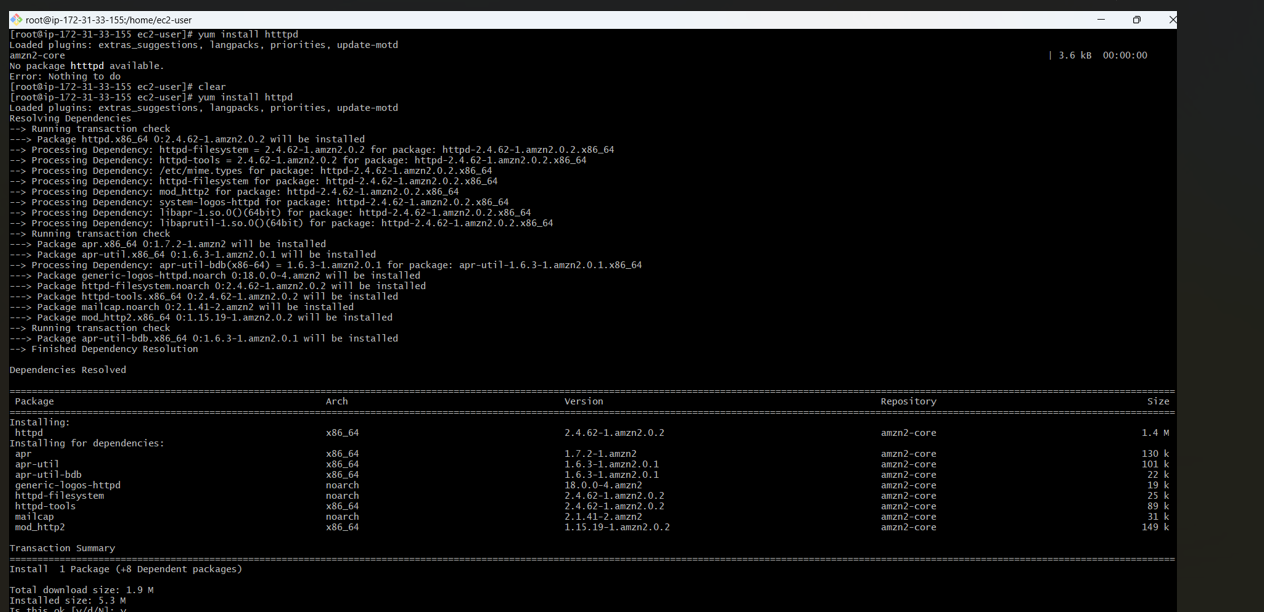 root@ip-172-31-33-155:/home/ec2-user
[root@ip-172-31-33-155 ec2-user]# yum install htttpd
Loaded plugins: extras_suggestions, langpacks, priorities, update-motd
amzn2-core | 3.6 kB 00:00:00
No package htttpd available.
Error: Nothing to do
[root@ip-172-31-33-155 ec2-user]# clear
[root@ip-172-31-33-155 ec2-user]# yum install httpd
Loaded plugins: extras_suggestions, langpacks, priorities, update-motd
Resolving Dependencies
--> Running transaction check
---> Package httpd.x86_64 0:2.4.62-1.amzn2.0.2 will be installed
--> Processing Dependency: httpd-filesystem = 2.4.62-1.amzn2.0.2 for package: httpd-2.4.62-1.amzn2.0.2.x86_64
--> Processing Dependency: httpd-tools = 2.4.62-1.amzn2.0.2 for package: httpd-2.4.62-1.amzn2.0.2.x86_64
--> Processing Dependency: /etc/mime.types for package: httpd-2.4.62-1.amzn2.0.2.x86_64
--> Processing Dependency: httpd-filesystem for package: httpd-2.4.62-1.amzn2.0.2.x86_64
--> Processing Dependency: mod_http2 for package: httpd-2.4.62-1.amzn2.0.2.x86_64
--> Processing Dependency: system-logos-httpd for package: httpd-2.4.62-1.amzn2.0.2.x86_64
--> Processing Dependency: libapr-1.so.0()(64bit) for package: httpd-2.4.62-1.amzn2.0.2.x86_64
--> Processing Dependency: libaprutil-1.so.0()(64bit) for package: httpd-2.4.62-1.amzn2.0.2.x86_64
--> Running transaction check
---> Package apr.x86_64 0:1.7.2-1.amzn2 will be installed
---> Package apr-util.x86_64 0:1.6.3-1.amzn2.0.1 will be installed
--> Processing Dependency: apr-util-bdb(x86-64) = 1.6.3-1.amzn2.0.1 for package: apr-util-1.6.3-1.amzn2.0.1.x86_64
---> Package generic-logos-httpd.noarch 0:18.0.0-4.amzn2 will be installed
---> Package httpd-filesystem.noarch 0:2.4.62-1.amzn2.0.2 will be installed
---> Package httpd-tools.x86_64 0:2.4.62-1.amzn2.0.2 will be installed
---> Package mailcap.noarch 0:2.1.41-2.amzn2 will be installed
---> Package mod_http2.x86_64 0:1.15.19-1.amzn2.0.2 will be installed
--> Running transaction check
---> Package apr-util-bdb.x86_64 0:1.6.3-1.amzn2.0.1 will be installed
--> Finished Dependency Resolution
Dependencies Resolved
Package Arch Version Repository Size
Installing:
httpd x86_64 2.4.62-1.amzn2.0.2 amzn2-core 1.4 M
Installing for dependencies:
apr x86_64 1.7.2-1.amzn2 amzn2-core 130 k
apr-util x86_64 1.6.3-1.amzn2.0.1 amzn2-core 101 k
apr-util-bdb x86_64 1.6.3-1.amzn2.0.1 amzn2-core 22 k
generic-logos-httpd noarch 18.0.0-4.amzn2 amzn2-core 19 k
httpd-filesystem noarch 2.4.62-1.amzn2.0.2 amzn2-core 25 k
httpd-tools x86_64 2.4.62-1.amzn2.0.2 amzn2-core 89 k
mailcap noarch 2.1.41-2.amzn2 amzn2-core 31 k
mod_http2 x86_64 1.15.19-1.amzn2.0.2 amzn2-core 149 k
Transaction Summary
Install 1 Package (+8 Dependent packages)
Total download size: 1.9 M
Installed size: 5.3 M
Is this ok [y/d/N]: y